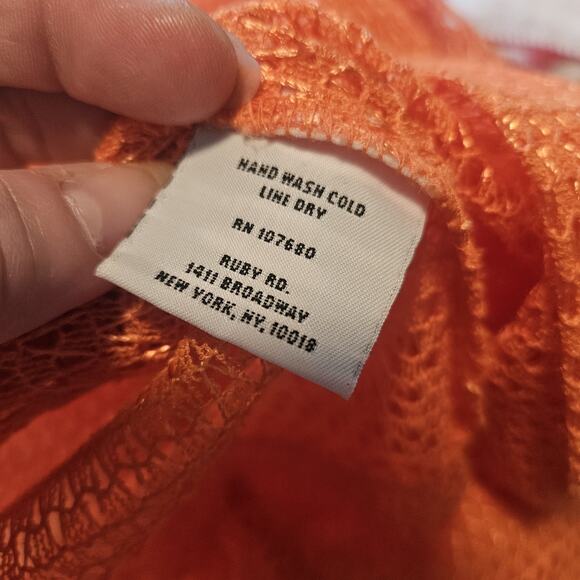 HAND WASH COLD
LINE DRY
RN 107680
RUBY RD.
1411 BROADWAY
NEW YORK, NY, 10018